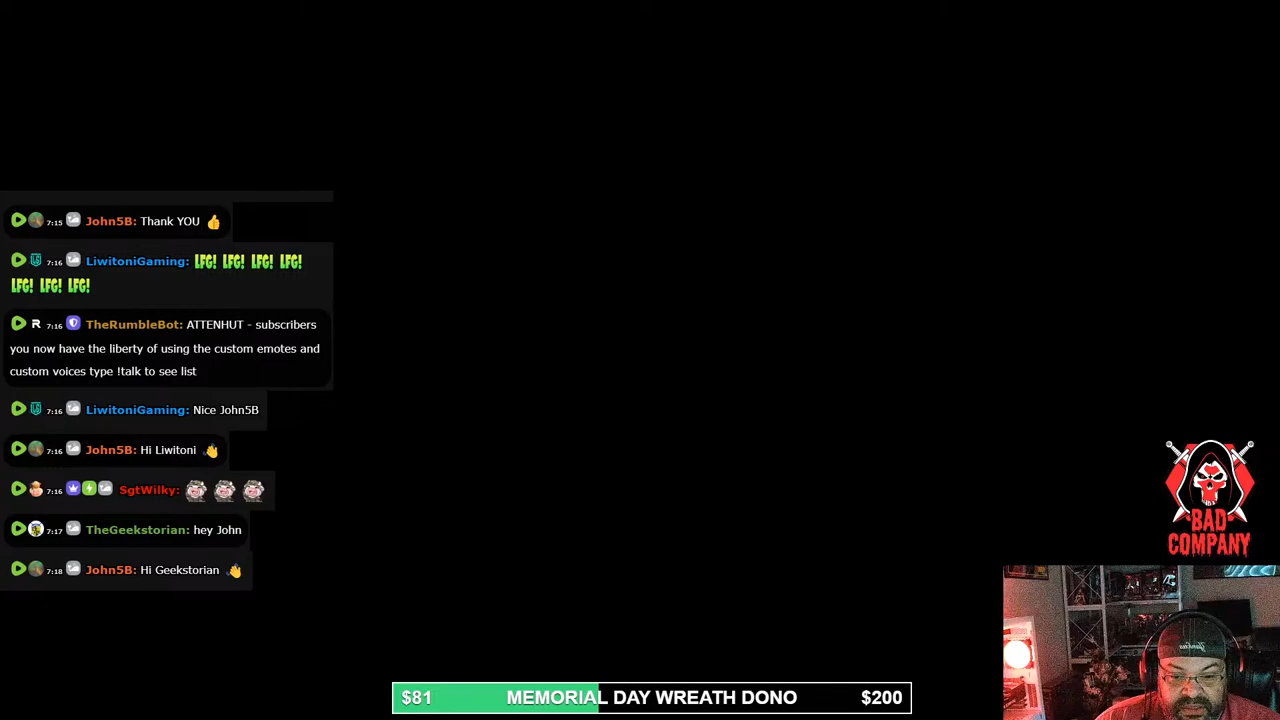 7:15 John5B: Thank YOU 👍
7:16 LiwitoniGaming: LFG! LFG! LFG! LFG!
LFG! LFG! LFG!
R 7:16 TheRumbleBot: ATTENHUT - subscribers
you now have the liberty of using the custom emotes and
custom voices type !talk to see list
7:16 LiwitoniGaming: Nice John5B
7:16 John5B: Hi Liwitoni 👋
7:16 SgtWilky:
7:17 TheGeekstorian: hey John
7:18 John5B: Hi Geekstorian 👋
BAD
COMPANY
$81 MEMORIAL DAY WREATH DONO $200